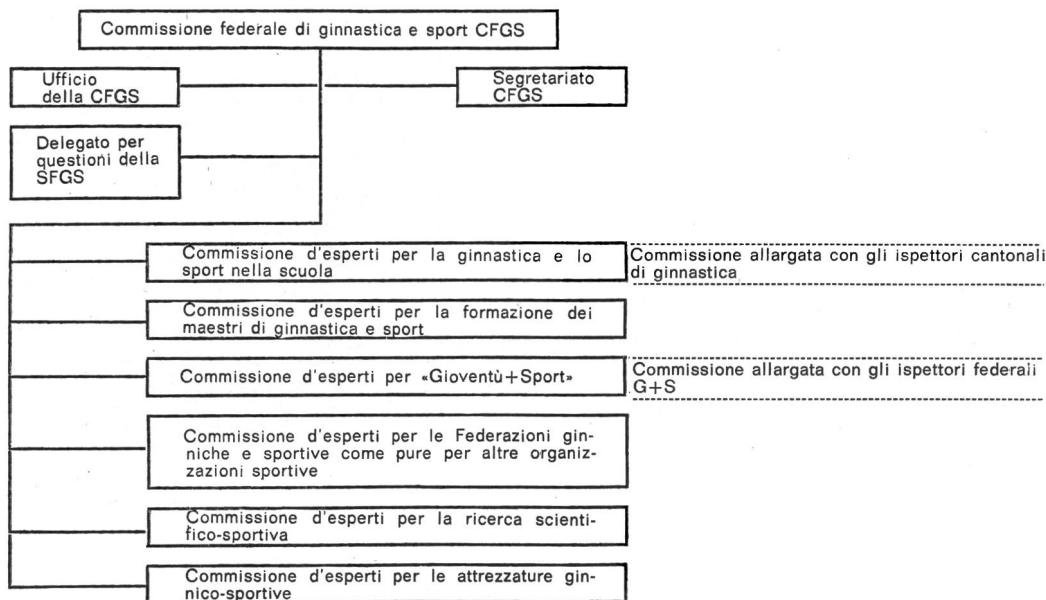 Commissione federale di ginnastica e sport CFGS
Ufficio
della CFGS
Segretariato
CFGS
Delegato per
questioni della
SFGS
Commissione d'esperti per la ginnastica e lo
sport nella scuola
Commissione allargata con gli ispettori cantonali
di ginnastica
Commissione d'esperti per la formazione dei
maestri di ginnastica e sport
Commissione d'esperti per «Gioventù+Sport»
Commissione allargata con gli ispettori federali
G+S
Commissione d'esperti per le Federazioni gin-
niche e sportive come pure per altre organiz-
zazioni sportive
Commissione d'esperti per la ricerca scienti-
fico-sportiva
Commissione d'esperti per le attrezzature gin-
nico-sportive